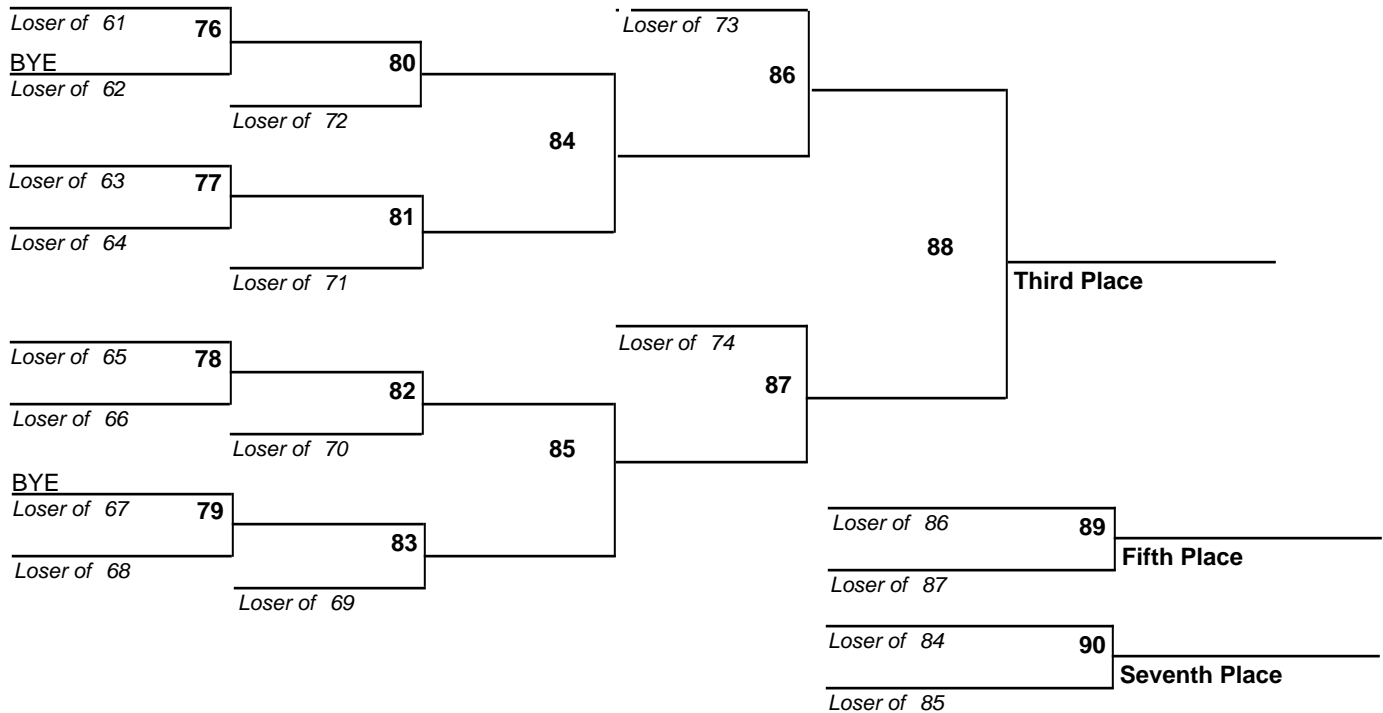 Loser of 61
76
BYE
Loser of 62
80
Loser of 72
84
Loser of 63
77
Loser of 64
81
Loser of 71
Loser of 73
86
88
Third Place
Loser of 65
78
Loser of 66
82
Loser of 70
85
BYE
Loser of 67
79
Loser of 68
83
Loser of 69
Loser of 74
87
Loser of 86
89
Fifth Place
Loser of 87
Loser of 84
90
Seventh Place
Loser of 85